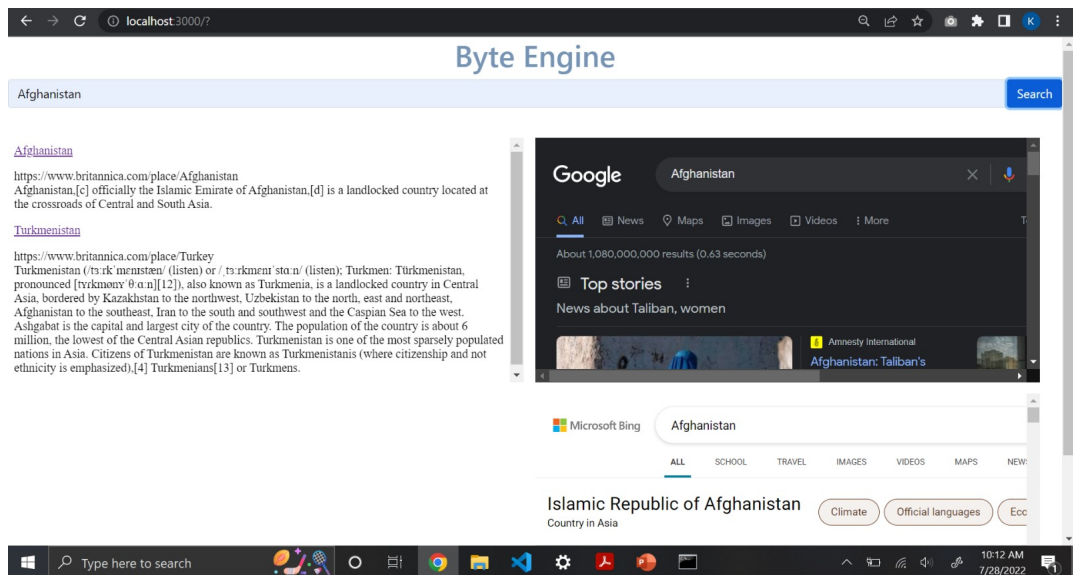 localhost:3000/?
K
Byte Engine
Afghanistan
Search
Afghanistan
https://www.britannica.com/place/Afghanistan
Afghanistan,[c] officially the Islamic Emirate of Afghanistan,[d] is a landlocked country located at
the crossroads of Central and South Asia.
Turkmenistan
https://www.britannica.com/place/Turkey
Turkmenistan (/tɜːrkˈmɛnɪstæn/ (listen) or /ˌtɜːrkmɛnɪˈstɑːn/ (listen); Turkmen: Türkmenistan,
pronounced [tʏrkmønʏˈθːɑːn][12]), also known as Turkmenia, is a landlocked country in Central
Asia, bordered by Kazakhstan to the northwest, Uzbekistan to the north, east and northeast,
Afghanistan to the southeast, Iran to the south and southwest and the Caspian Sea to the west.
Ashgabat is the capital and largest city of the country. The population of the country is about 6
million, the lowest of the Central Asian republics. Turkmenistan is one of the most sparsely populated
nations in Asia. Citizens of Turkmenistan are known as Turkmenistanis (where citizenship and not
ethnicity is emphasized),[4] Turkmenians[13] or Turkmens.
Google
Afghanistan
All News Maps Images Videos More
About 1,080,000,000 results (0.63 seconds)
Top stories
News about Taliban, women
Amnesty International
Afghanistan: Taliban's
Microsoft Bing
Afghanistan
ALL SCHOOL TRAVEL IMAGES VIDEOS MAPS NEW
Islamic Republic of Afghanistan
Country in Asia
Climate
Official languages
Ecc
Type here to search
10:12 AM
7/28/2022